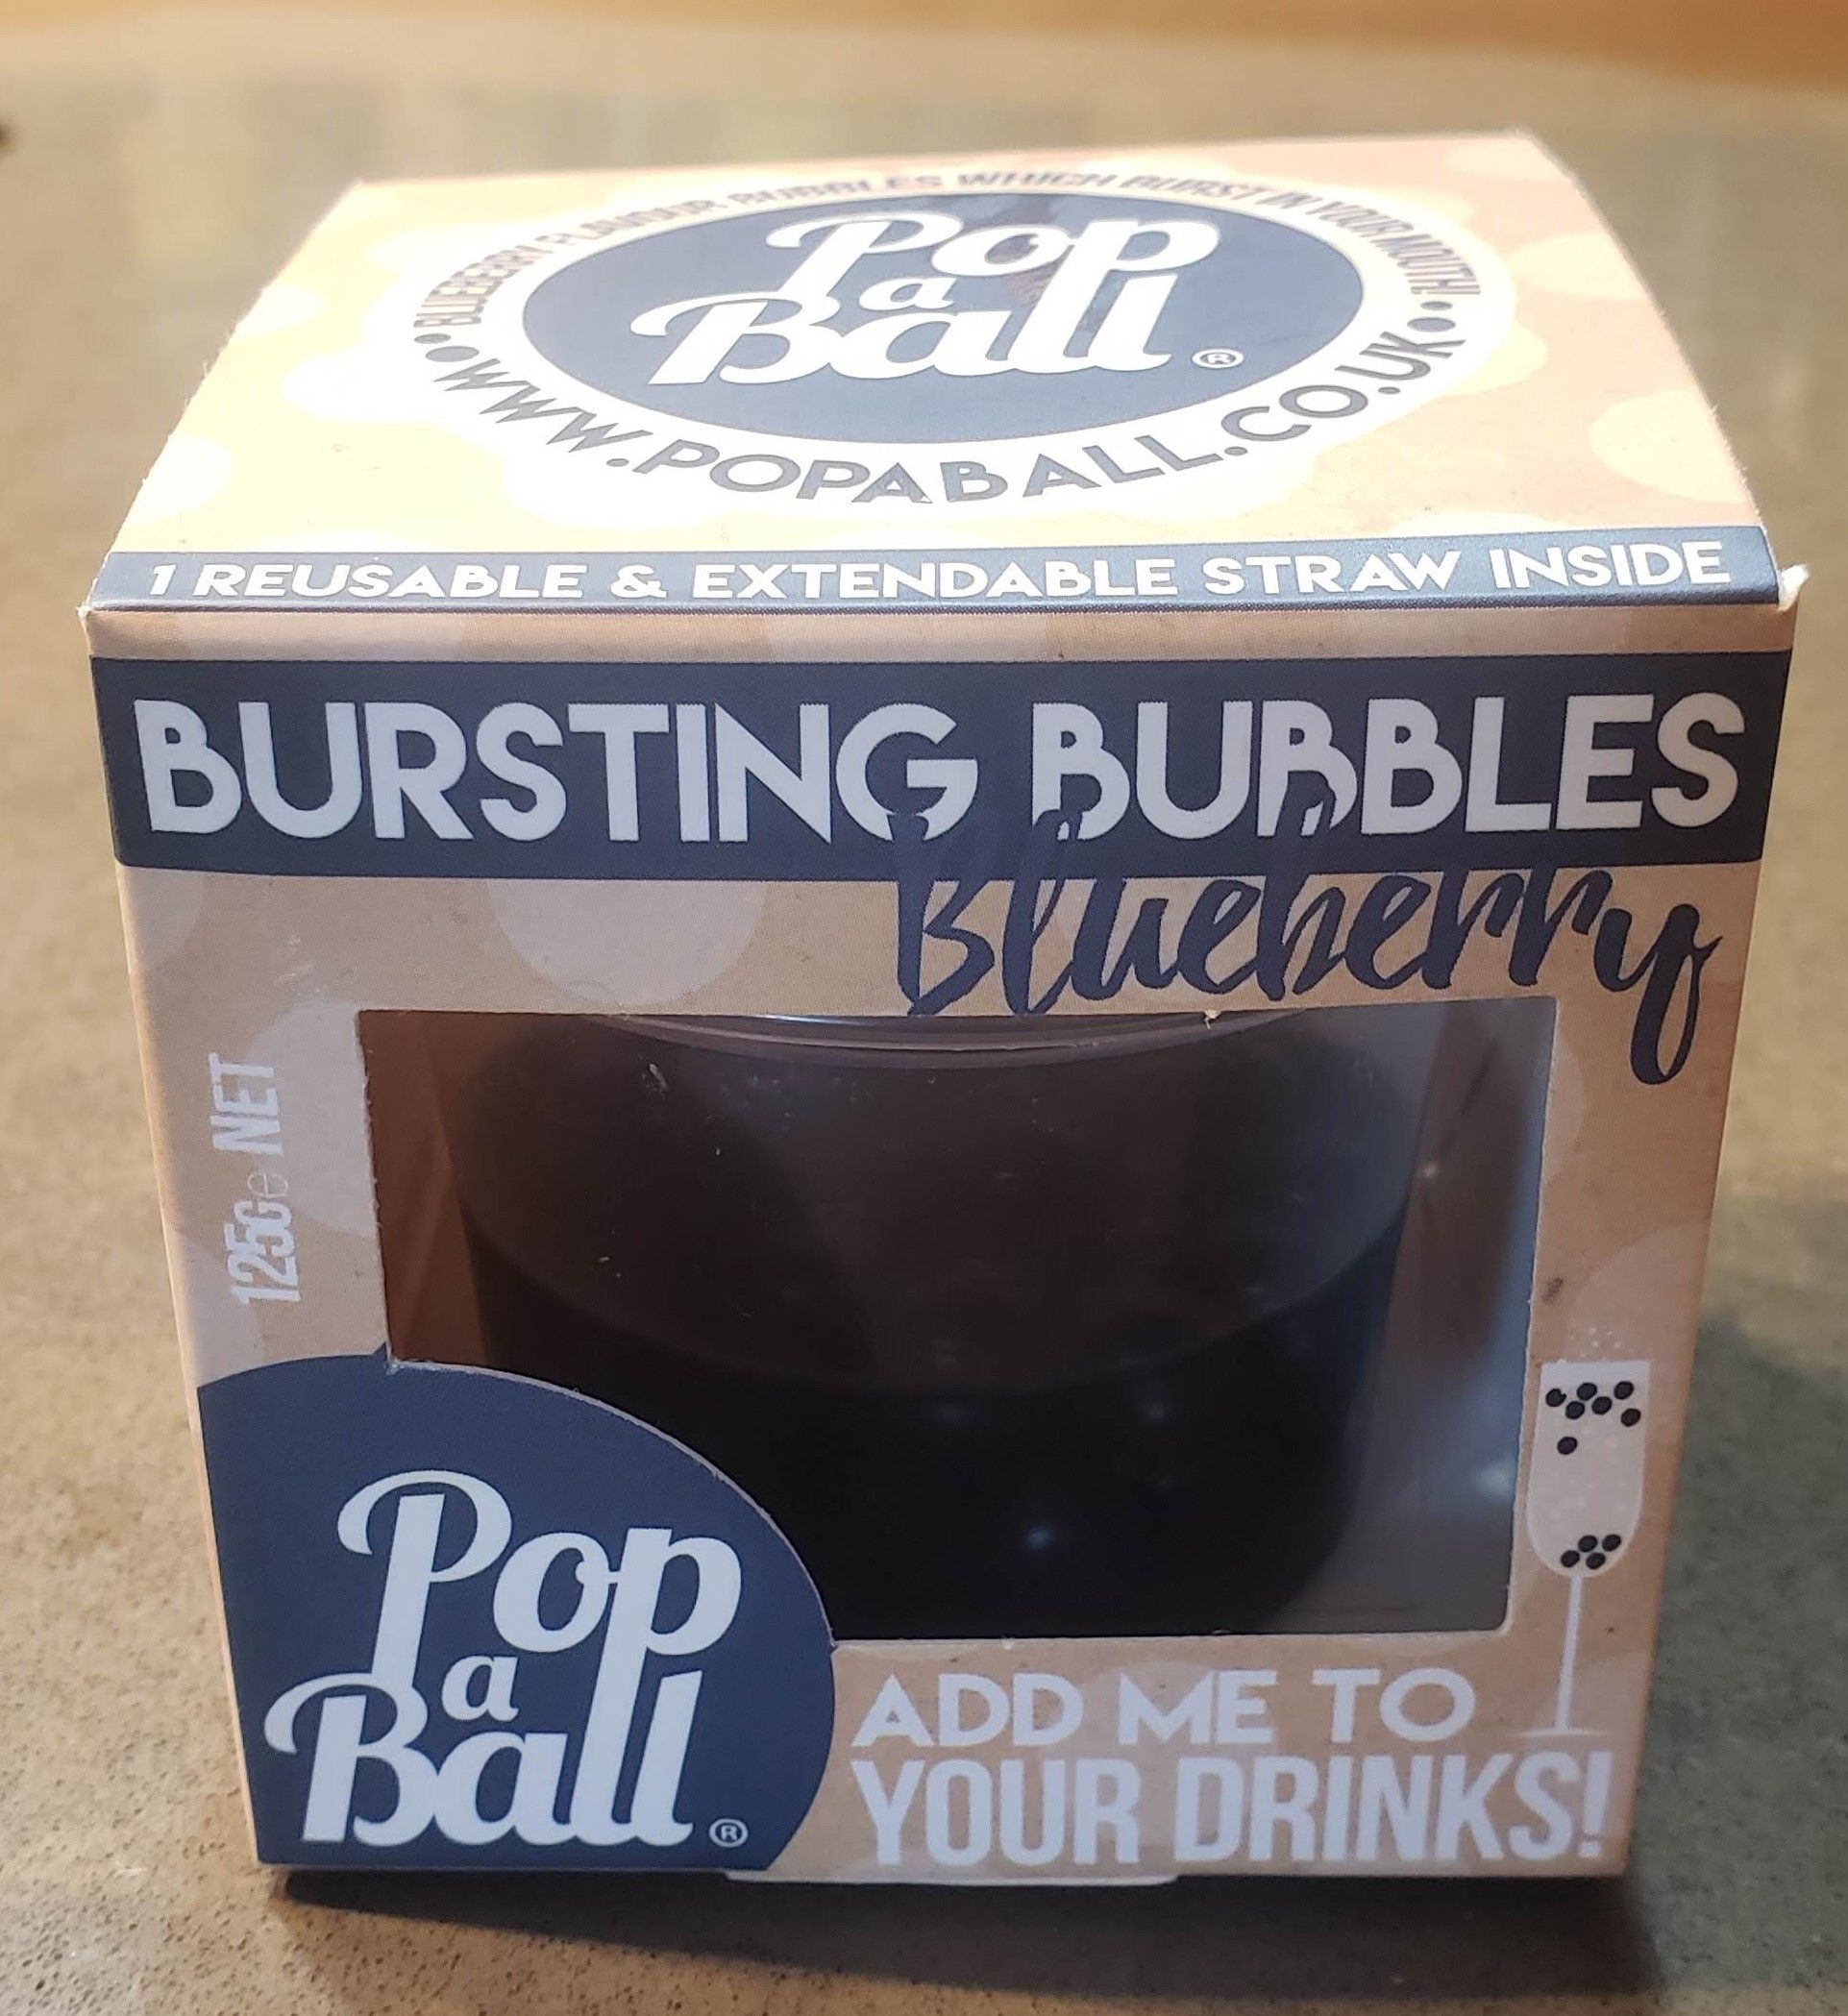 BLUEBERRY FLAVOUR BUBBLES WHICH BURST IN YOUR MOUTH!
Pop
a
Ball ®
WWW.POPABALL.CO.UK
1 REUSABLE & EXTENDABLE STRAW INSIDE
BURSTING BUBBLES
Blueberry
125G e NET
Pop
a
Ball ®
ADD ME TO
YOUR DRINKS!